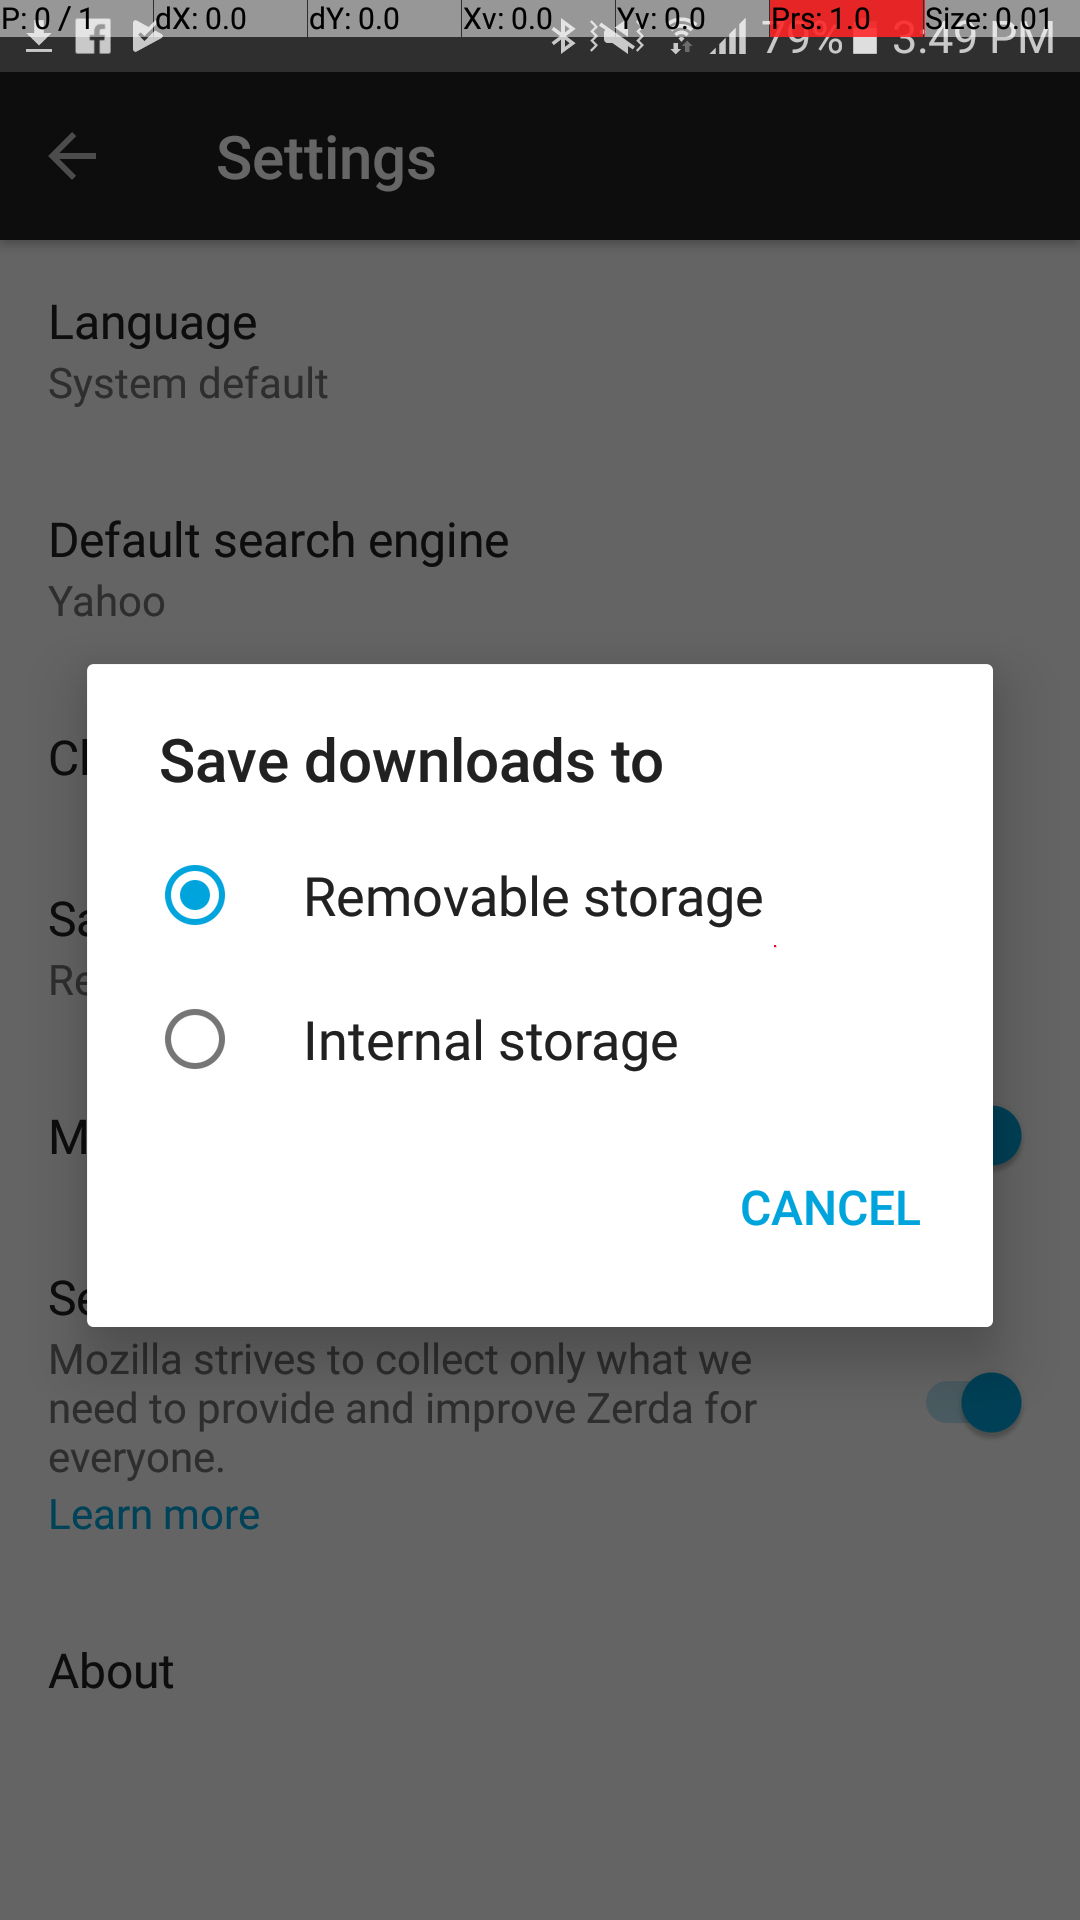 P: 0 / 1 dX: 0.0 dY: 0.0 Xv: 0.0 Yv: 0.0 Prs: 1.0 Size: 0.01
79% 3:49 PM
Settings
Language
System default
Default search engine
Yahoo
Cl
Save downloads to
Removable storage
Sa
Re
Internal storage
M
CANCEL
Se
Mozilla strives to collect only what we
need to provide and improve Zerda for
everyone.
Learn more
About